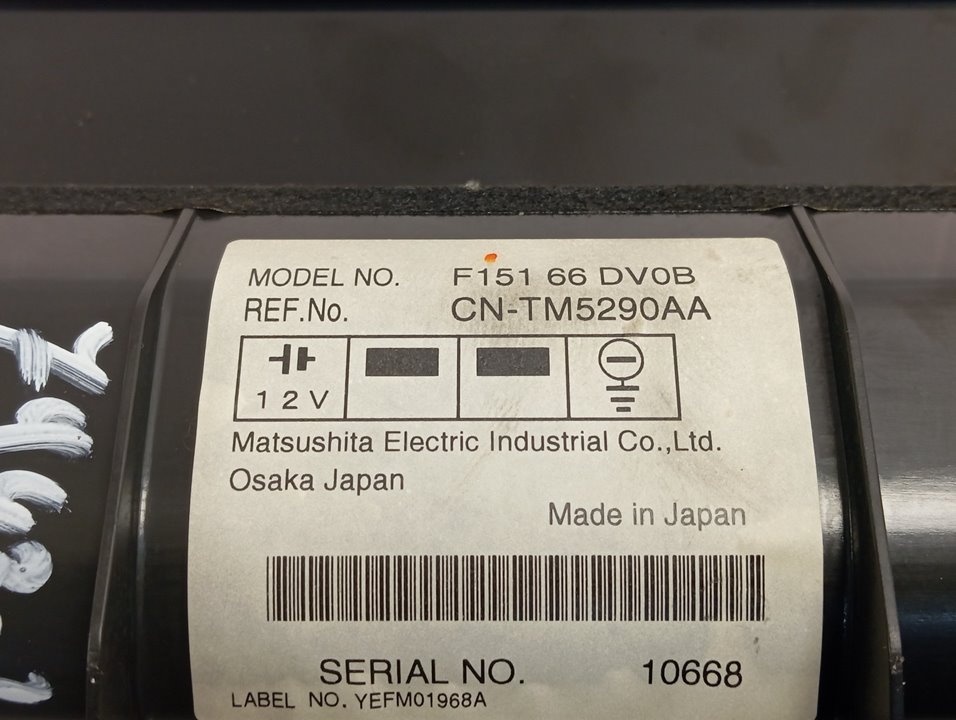 MODEL NO. F151 66 DV0B
REF.No. CN-TM5290AA
12V
Matsushita Electric Industrial Co.,Ltd.
Osaka Japan
Made in Japan
SERIAL NO. 10668
LABEL NO. YEFM01968A